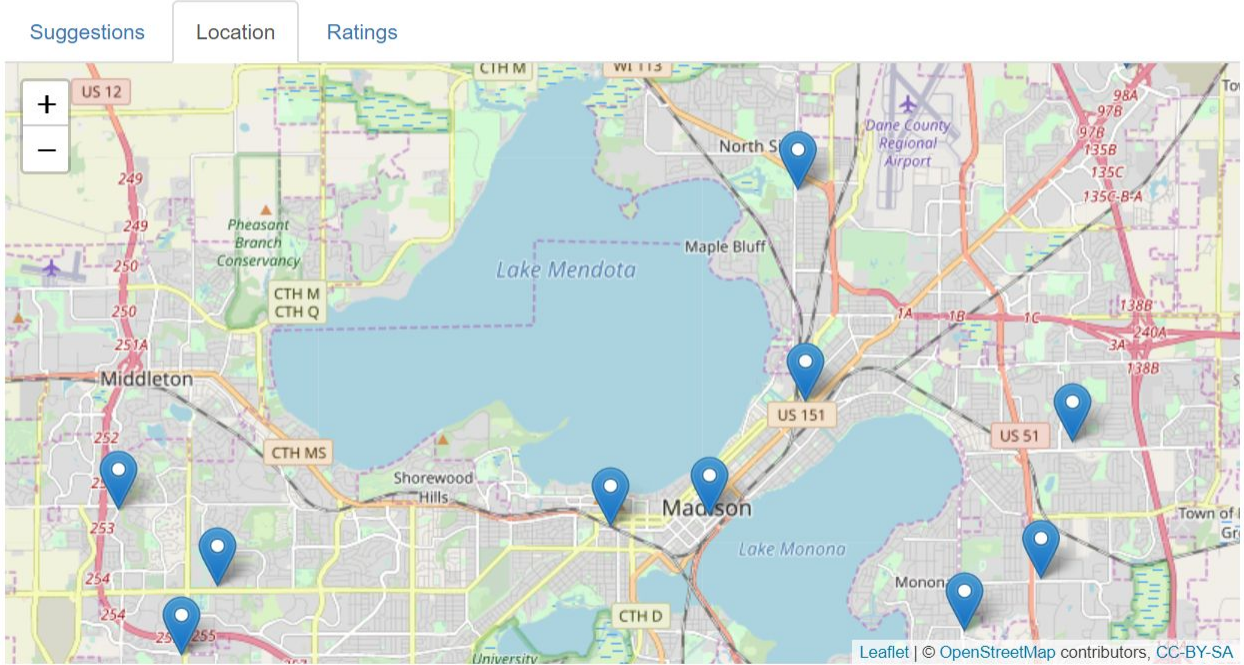 Suggestions
Location
Ratings
+
−
US 12
CTH M
WI 113
98A
97B
97B
135B
135C
135C-B-A
North S
Dane County
Regional
Airport
249
249
250
250
251A
Pheasant
Branch
Conservancy
Maple Bluff
Lake Mendota
CTH M
CTH Q
1A
1B
1C
138B
240A
3A
138B
Middleton
US 151
US 51
252
CTH MS
Shorewood
Hills
Madison
253
Town of
Gr
Lake Monona
254
254
Monona
255
CTH D
University
Leaflet | © OpenStreetMap contributors, CC-BY-SA